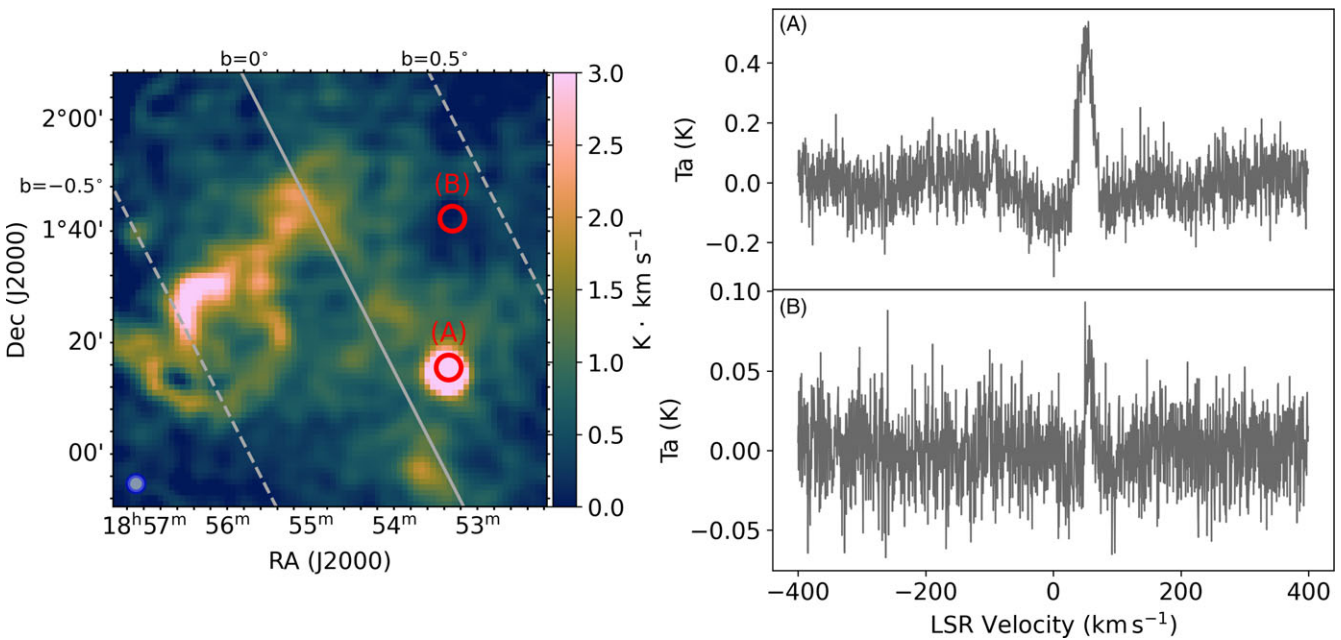 b=0° b=0.5°
3.0
2°00'
2.5
b=−0.5°
(B)
2.0
1°40'
Dec (J2000)
1.5
K · km s⁻¹
(A)
20'
1.0
0.5
00'
0.0
18ʰ57ᵐ 56ᵐ 55ᵐ 54ᵐ 53ᵐ
RA (J2000)
(A)
0.4
0.2
Ta (K)
0.0
−0.2
0.10
(B)
0.05
Ta (K)
0.00
−0.05
−400 −200 0 200 400
LSR Velocity (km s⁻¹)